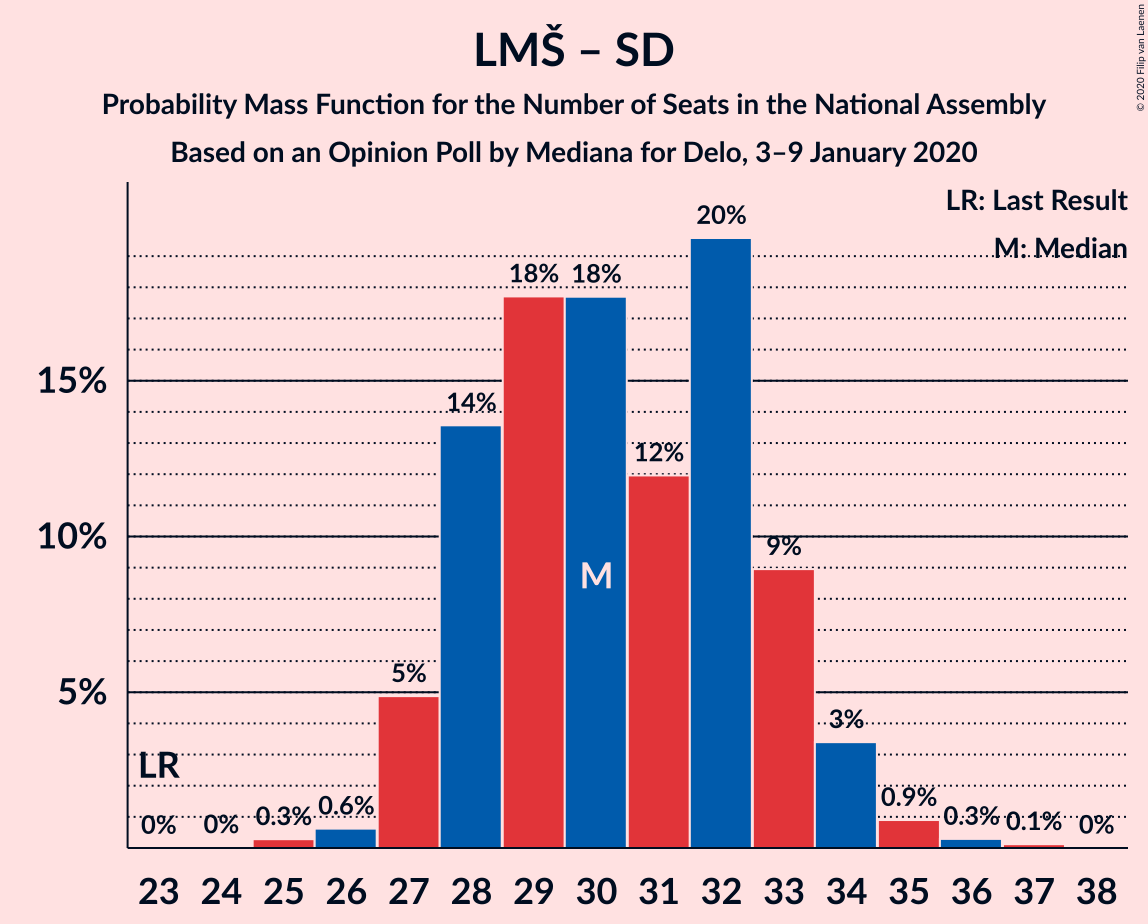 LMŠ – SD
Probability Mass Function for the Number of Seats in the National Assembly
Based on an Opinion Poll by Mediana for Delo, 3–9 January 2020
© 2020 Filip van Laenen
LR: Last Result
M: Median
20%
18% 18%
15%
14%
12%
10%
9%
M
5%
5%
3%
LR
0% 0% 0.3% 0.6% 0.9% 0.3% 0.1% 0%
23 24 25 26 27 28 29 30 31 32 33 34 35 36 37 38